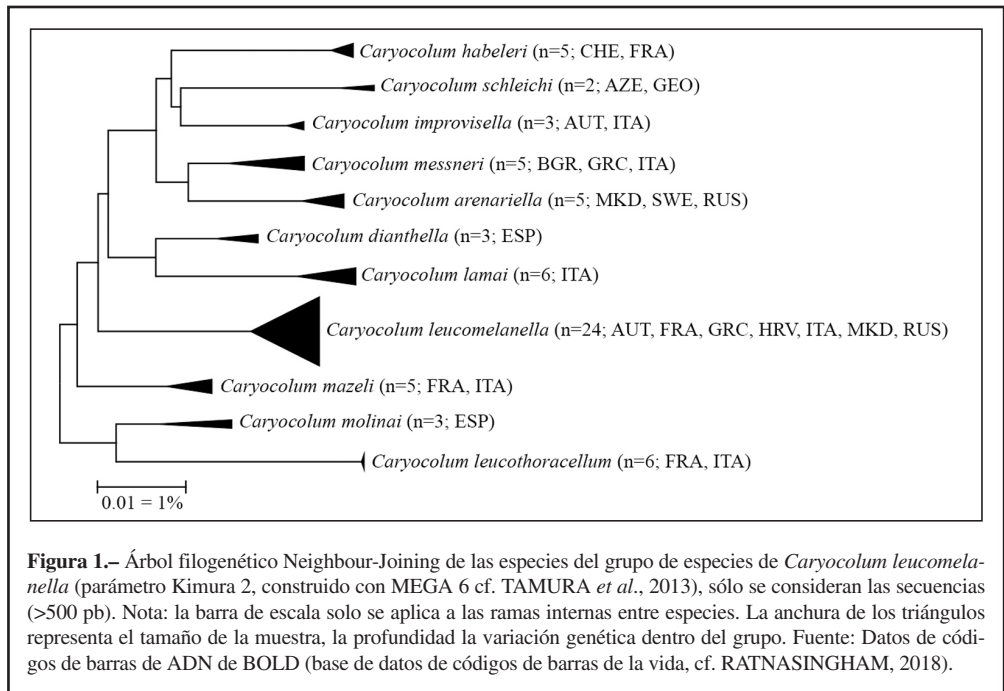 Caryocolum habeleri (n=5; CHE, FRA)
Caryocolum schleichi (n=2; AZE, GEO)
Caryocolum improvisella (n=3; AUT, ITA)
Caryocolum messneri (n=5; BGR, GRC, ITA)
Caryocolum arenariella (n=5; MKD, SWE, RUS)
Caryocolum dianthella (n=3; ESP)
Caryocolum lamai (n=6; ITA)
Caryocolum leucomelanella (n=24; AUT, FRA, GRC, HRV, ITA, MKD, RUS)
Caryocolum mazeli (n=5; FRA, ITA)
Caryocolum molinai (n=3; ESP)
Caryocolum leucothoracellum (n=6; FRA, ITA)
0.01 = 1%
Figura 1.– Árbol filogenético Neighbour-Joining de las especies del grupo de especies de Caryocolum leucomela-
nella (parámetro Kimura 2, construido con MEGA 6 cf. TAMURA et al., 2013), sólo se consideran las secuencias
(>500 pb). Nota: la barra de escala solo se aplica a las ramas internas entre especies. La anchura de los triángulos
representa el tamaño de la muestra, la profundidad la variación genética dentro del grupo. Fuente: Datos de códi-
gos de barras de ADN de BOLD (base de datos de códigos de barras de la vida, cf. RATNASINGHAM, 2018).